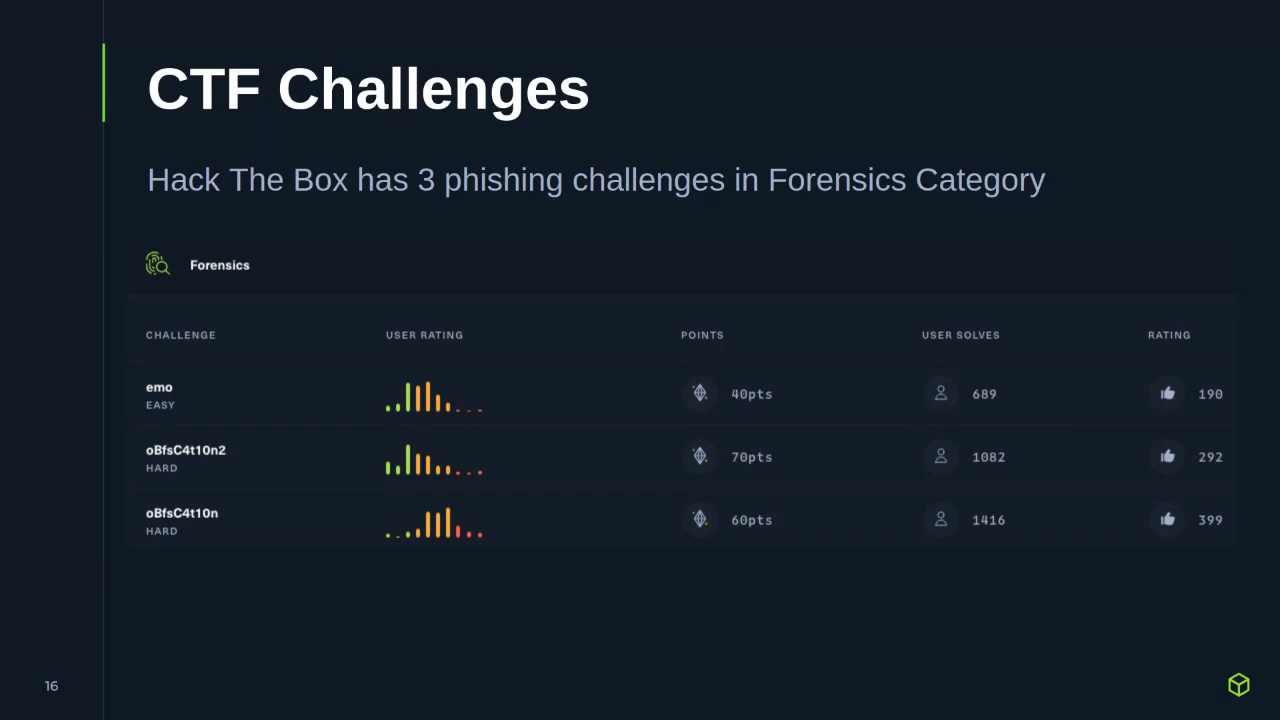 CTF Challenges
Hack The Box has 3 phishing challenges in Forensics Category
Forensics
CHALLENGE USER RATING POINTS USER SOLVES RATING
emo
EASY
40pts 689 190
oBfsC4t10n2
HARD
70pts 1082 292
oBfsC4t10n
HARD
60pts 1416 399
16